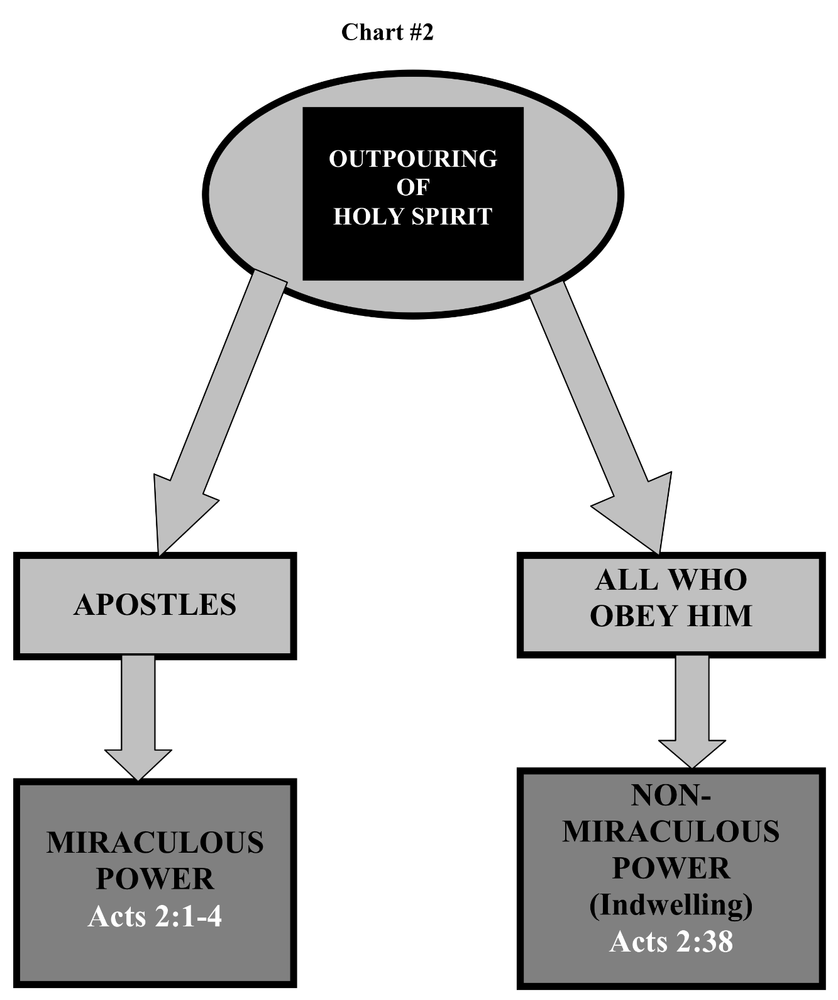 Chart #2
OUTPOURING
OF
HOLY SPIRIT
APOSTLES
ALL WHO
OBEY HIM
MIRACULOUS
POWER
Acts 2:1-4
NON-
MIRACULOUS
POWER
(Indwelling)
Acts 2:38